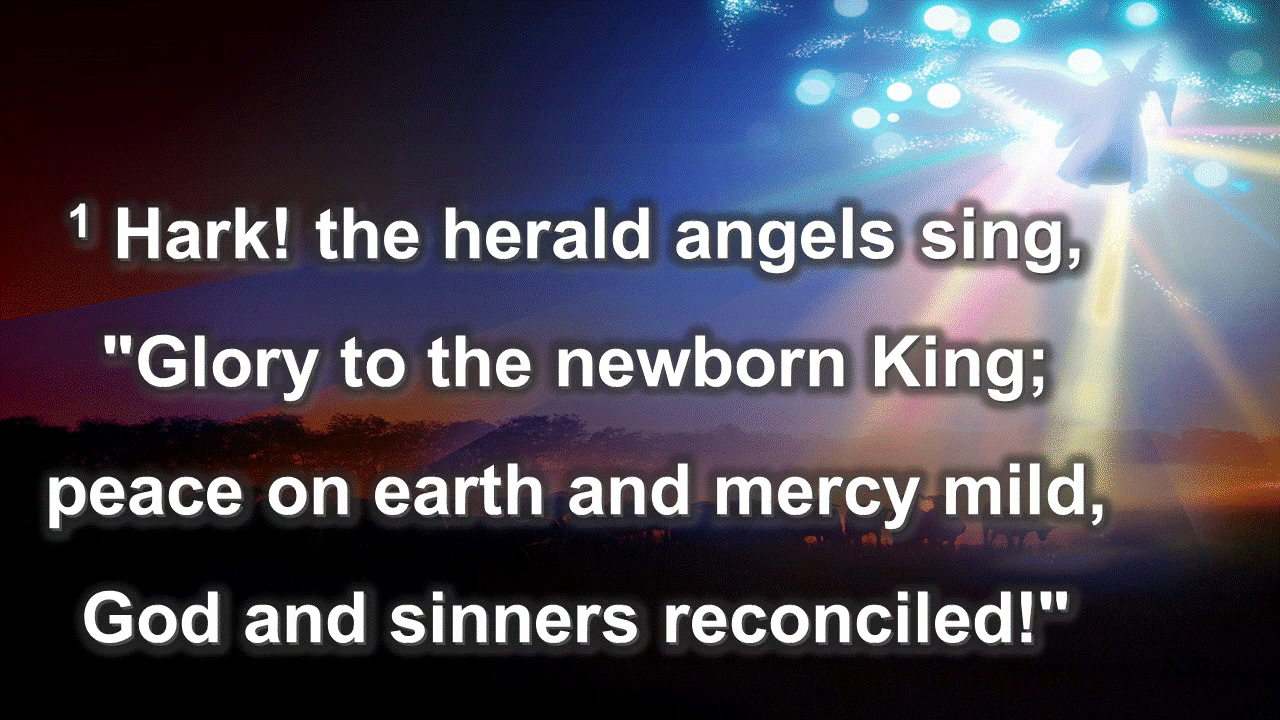 ¹ Hark! the herald angels sing,
"Glory to the newborn King;
peace on earth and mercy mild,
God and sinners reconciled!"